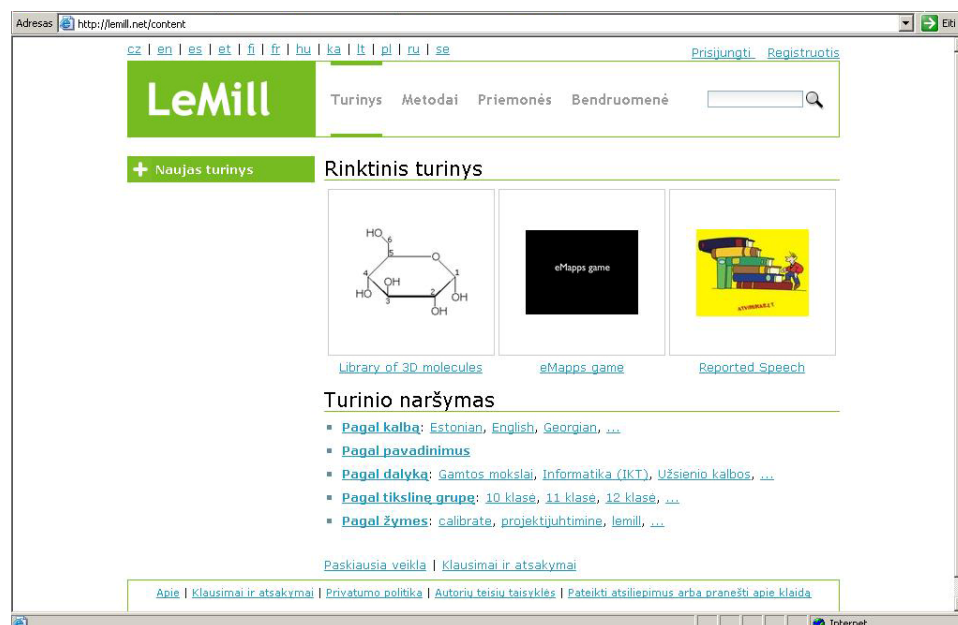 Adresas http://lemill.net/content Eiti
cz | en | es | et | fi | fr | hu | ka | lt | pl | ru | se
Prisijungti Registruotis
LeMill
Turinys Metodai Priemonės Bendruomenė
Naujas turinys
Rinktinis turinys
HO 6
5 O
4 1
OH
HO 3 2 OH
OH
eMapps game
Library of 3D molecules eMapps game Reported Speech
Turinio naršymas
Pagal kalbą: Estonian, English, Georgian, ...
Pagal pavadinimus
Pagal dalyką: Gamtos mokslai, Informatika (IKT), Užsienio kalbos, ...
Pagal tikslinę grupę: 10 klasė, 11 klasė, 12 klasė, ...
Pagal žymes: calibrate, projektijuhtimine, lemill, ...
Paskiausia veikla | Klausimai ir atsakymai
Apie | Klausimai ir atsakymai | Privatumo politika | Autorių teisių taisyklės | Pateikti atsiliepimus arba pranešti apie klaidą
Internet